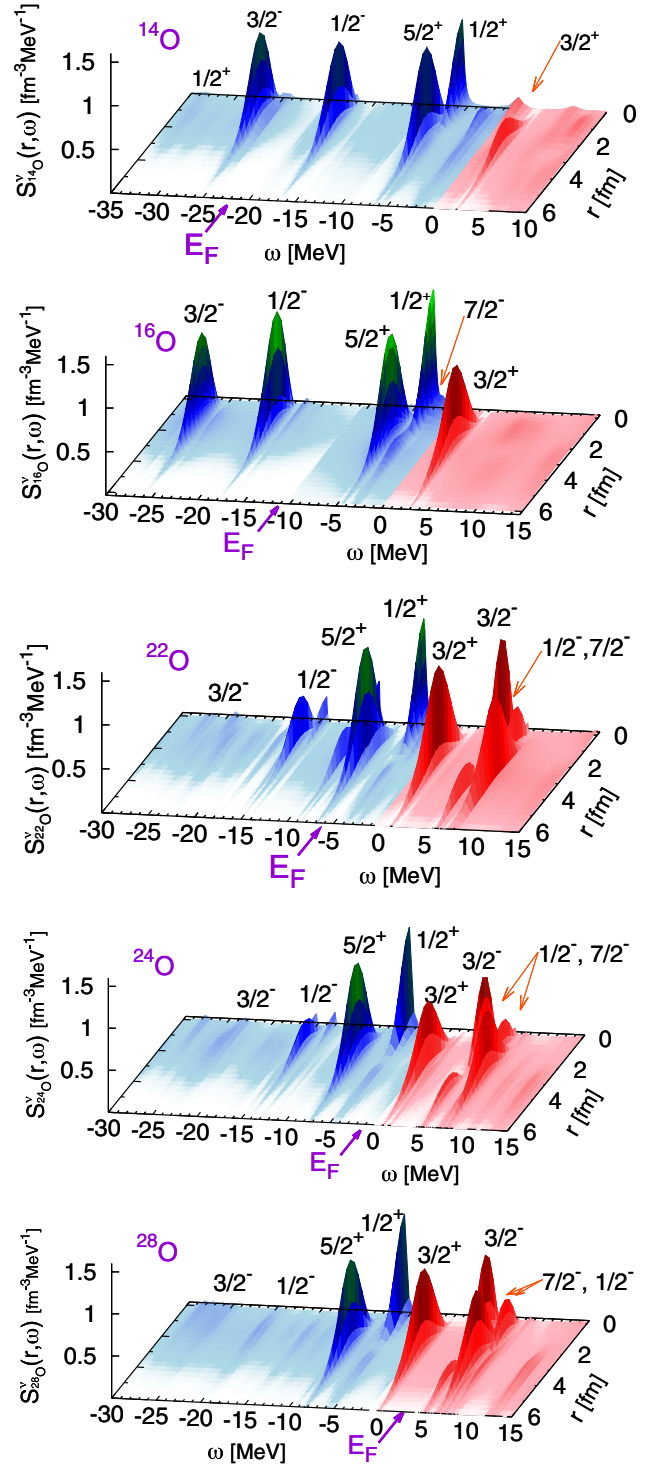 ¹⁴O
3/2⁻
1/2⁻
5/2⁺
1/2⁺
3/2⁺
1/2⁺
S^ν_{14O}(r,ω) [fm⁻³MeV⁻¹]
1.5
1
0.5
-35 -30 -25 -20 -15 -10 -5 0 5 10
0
2
4
6
r [fm]
E_F
ω [MeV]
¹⁶O
3/2⁻
1/2⁻
5/2⁺
1/2⁺
7/2⁻
3/2⁺
S^ν_{16O}(r,ω) [fm⁻³MeV⁻¹]
1.5
1
0.5
-30 -25 -20 -15 -10 -5 0 5 10 15
0
2
4
6
r [fm]
E_F
ω [MeV]
²²O
3/2⁻
1/2⁻
5/2⁺
1/2⁺
3/2⁺
3/2⁻
1/2⁻,7/2⁻
S^ν_{22O}(r,ω) [fm⁻³MeV⁻¹]
1.5
1
0.5
-30 -25 -20 -15 -10 -5 0 5 10 15
0
2
4
6
r [fm]
E_F
ω [MeV]
²⁴O
3/2⁻
1/2⁻
5/2⁺
1/2⁺
3/2⁺
3/2⁻
1/2⁻, 7/2⁻
S^ν_{24O}(r,ω) [fm⁻³MeV⁻¹]
1.5
1
0.5
-30 -25 -20 -15 -10 -5 0 5 10 15
0
2
4
6
r [fm]
E_F
ω [MeV]
²⁸O
3/2⁻
1/2⁻
5/2⁺
1/2⁺
3/2⁺
3/2⁻
7/2⁻, 1/2⁻
S^ν_{28O}(r,ω) [fm⁻³MeV⁻¹]
1.5
1
0.5
-30 -25 -20 -15 -10 -5 0 5 10 15
0
2
4
6
r [fm]
ω [MeV]
E_F